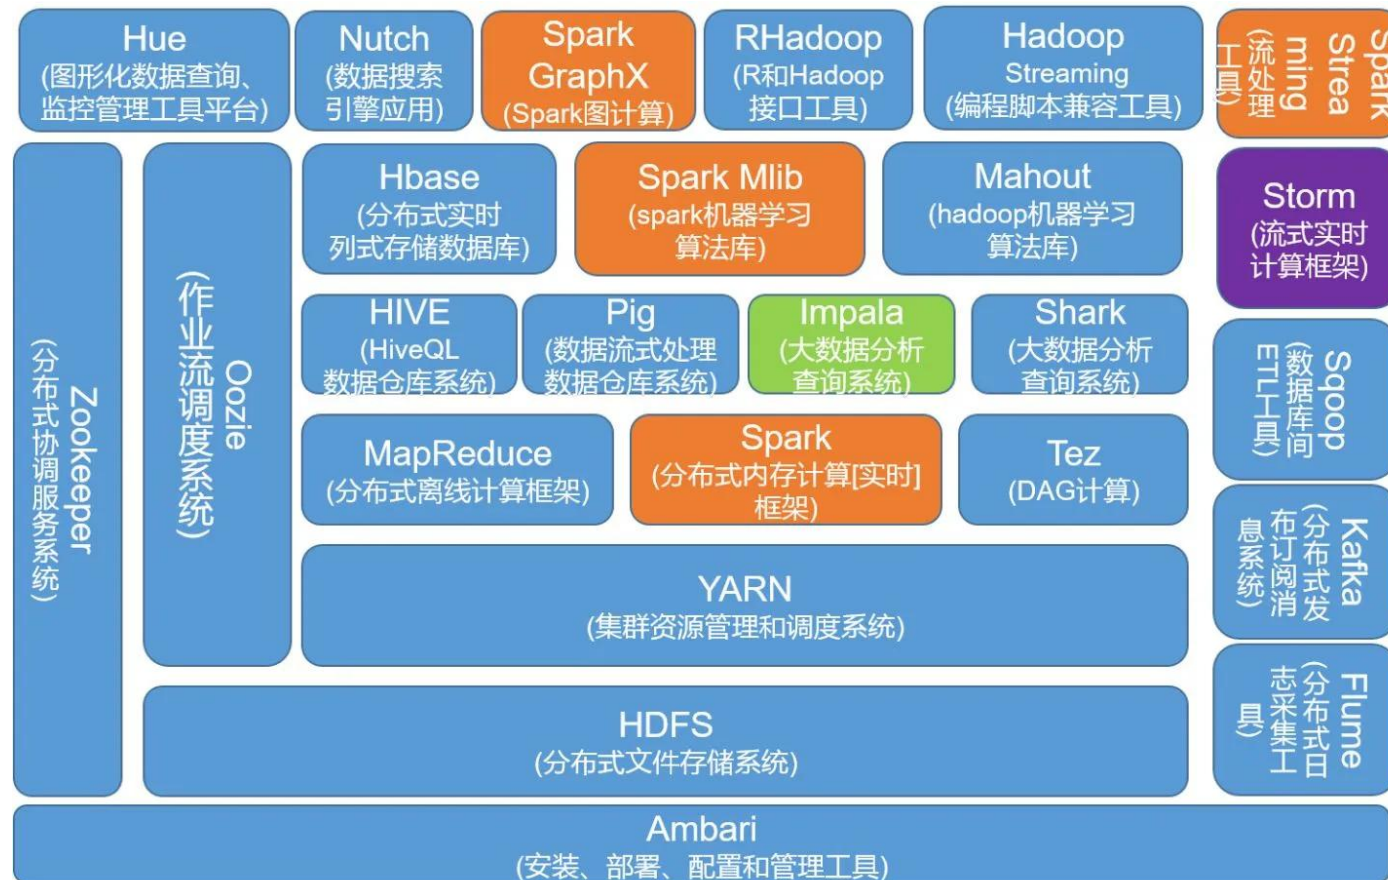 Hue
(图形化数据查询、
监控管理工具平台)
Nutch
(数据搜索
引擎应用)
Spark
GraphX
(Spark图计算)
RHadoop
(R和Hadoop
接口工具)
Hadoop
Streaming
(编程脚本兼容工具)
Spark
Strea
ming
(流处理
工具)
Zookeeper
(分布式协调服务系统)
Oozie
(作业流调度系统)
Hbase
(分布式实时
列式存储数据库)
Spark Mlib
(spark机器学习
算法库)
Mahout
(hadoop机器学习
算法库)
Storm
(流式实时
计算框架)
HIVE
(HiveQL
数据仓库系统)
Pig
(数据流式处理
数据仓库系统)
Impala
(大数据分析
查询系统)
Shark
(大数据分析
查询系统)
Sqoop
(数据库间
ETL工具)
MapReduce
(分布式离线计算框架)
Spark
(分布式内存计算[实时]
框架)
Tez
(DAG计算)
Kafka
(分布式发
布订阅消
息系统)
YARN
(集群资源管理和调度系统)
Flume
(分布式日
志采集工
具)
HDFS
(分布式文件存储系统)
Ambari
(安装、部署、配置和管理工具)